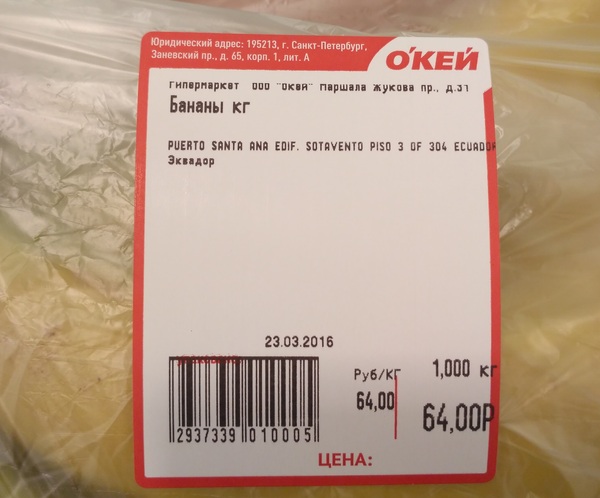 Юридический адрес: 195213, г. Санкт-Петербург,
Заневский пр., д. 65, корп. 1, лит. А
О'КЕЙ
Гипермаркет ООО "Окей" Маршала Жукова пр., д.31
Бананы кг
PUERTO SANTA ANA EDIF. SOTAVENTO PISO 3 OF 304 ECUADOR
Эквадор
23.03.2016
упаковано
Руб/КГ 1,000 кг
64,00 64,00Р
2937339 010005
ЦЕНА: